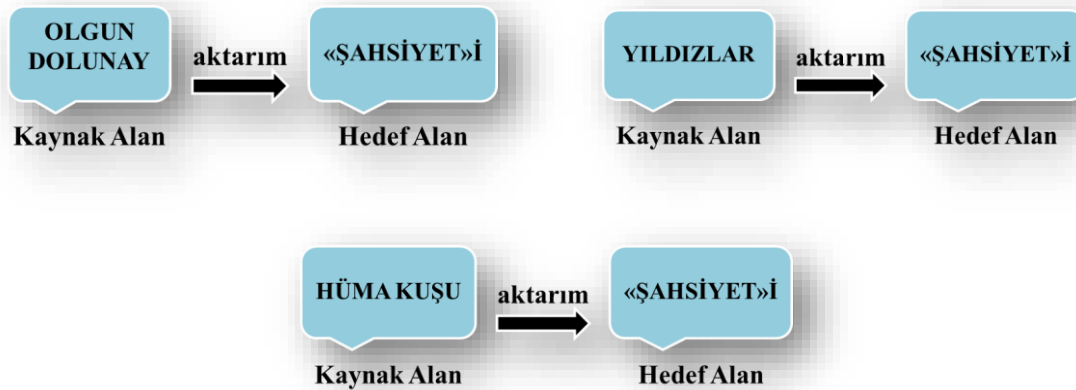 OLGUN
DOLUNAY
aktarım
«ŞAHSİYET»İ
Kaynak Alan
Hedef Alan
YILDIZLAR
aktarım
«ŞAHSİYET»İ
Kaynak Alan
Hedef Alan
HÜMA KUŞU
aktarım
«ŞAHSİYET»İ
Kaynak Alan
Hedef Alan